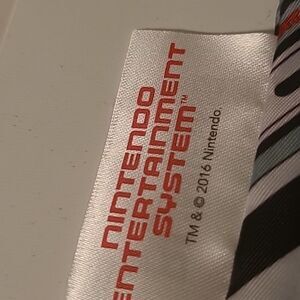 NINTENDO
ENTERTAINMENT
SYSTEM™
TM & © 2016 Nintendo.